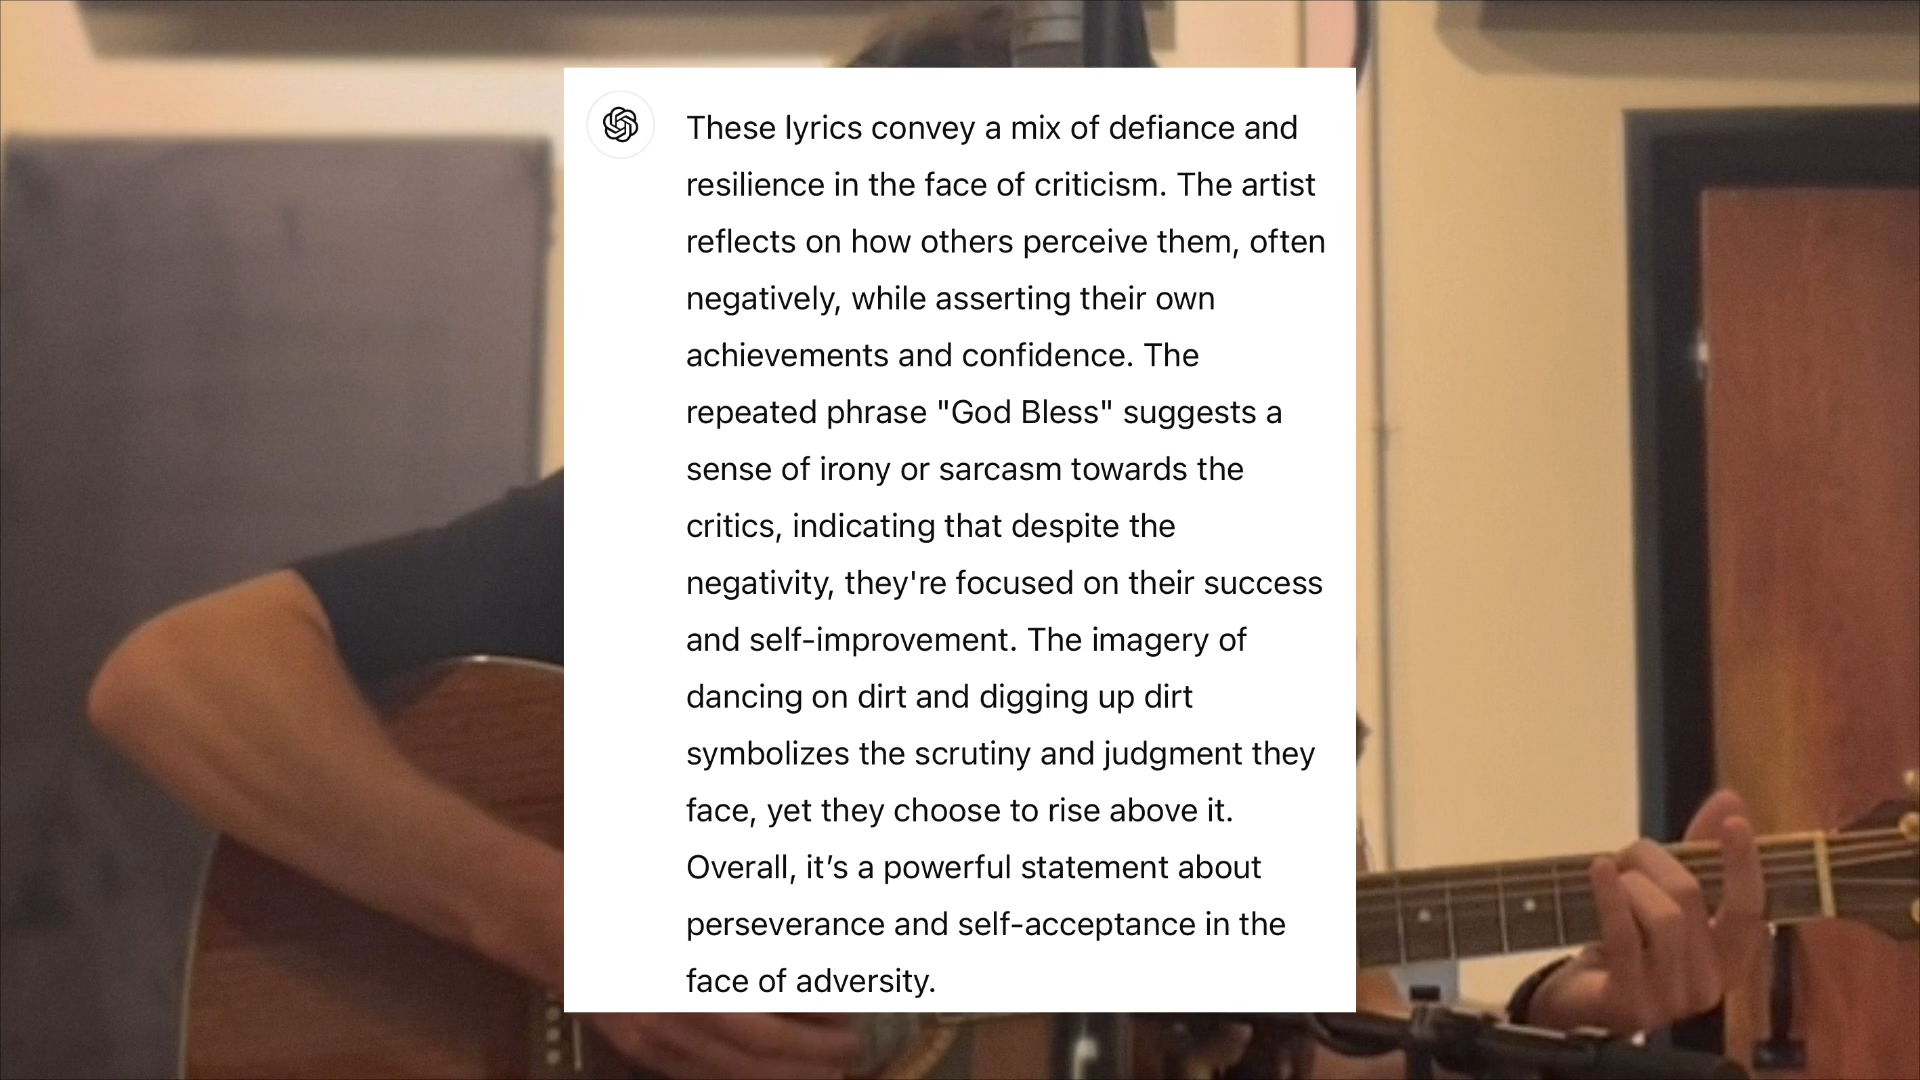 These lyrics convey a mix of defiance and
resilience in the face of criticism. The artist
reflects on how others perceive them, often
negatively, while asserting their own
achievements and confidence. The
repeated phrase "God Bless" suggests a
sense of irony or sarcasm towards the
critics, indicating that despite the
negativity, they're focused on their success
and self-improvement. The imagery of
dancing on dirt and digging up dirt
symbolizes the scrutiny and judgment they
face, yet they choose to rise above it.
Overall, it’s a powerful statement about
perseverance and self-acceptance in the
face of adversity.